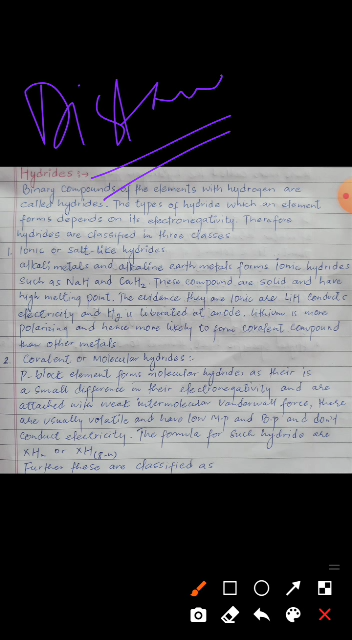 Hydrides :→
Binary compounds of the elements with hydrogen are
called hydrides. The types of hydride which an element
forms depends on its electronegativity. Therefore
hydrides are classified in three classes
1. Ionic or salt-like hydrides
alkali metals and alkaline earth metals forms ionic hydrides
such as NaH and CaH₂. These compound are solid and have
high melting point. The evidence they are ionic are LiH conducts
electricity and H₂ is liberated at anode. lithium is more
polarizing and hence more likely to form covalent compound
than other metals.
2. Covalent or Molecular hydrides :-
P-block element forms molecular hydrides as their is
a small difference in their electronegativity and are
attached with weak intermolecular vanderwall force, these
are usually volatile and have low M.p and B.p and don't
conduct electricity. The formula for such hydride are
XHₙ or XH(8-n)
Further these are classified as